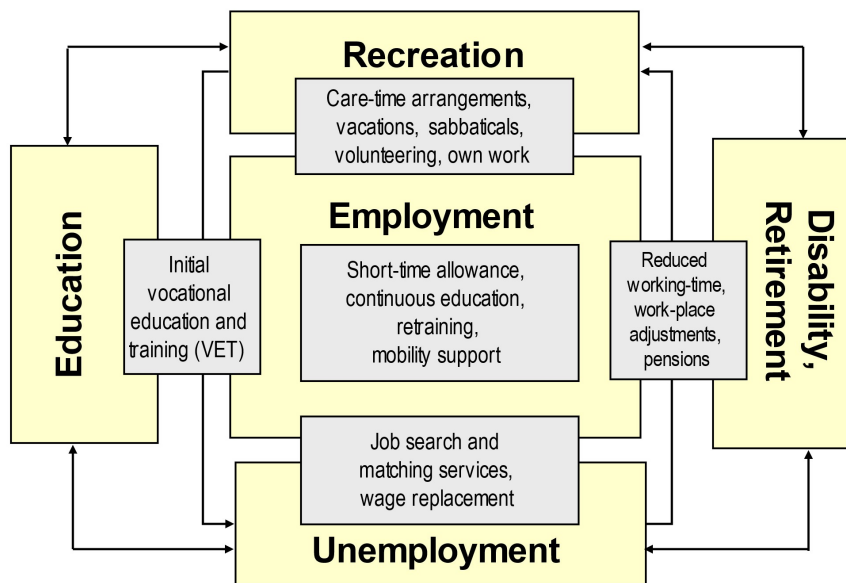 Recreation
Care-time arrangements,
vacations, sabbaticals,
volunteering, own work
Education
Initial
vocational
education and
training (VET)
Employment
Short-time allowance,
continuous education,
retraining,
mobility support
Reduced
working-time,
work-place
adjustments,
pensions
Disability,
Retirement
Job search and
matching services,
wage replacement
Unemployment